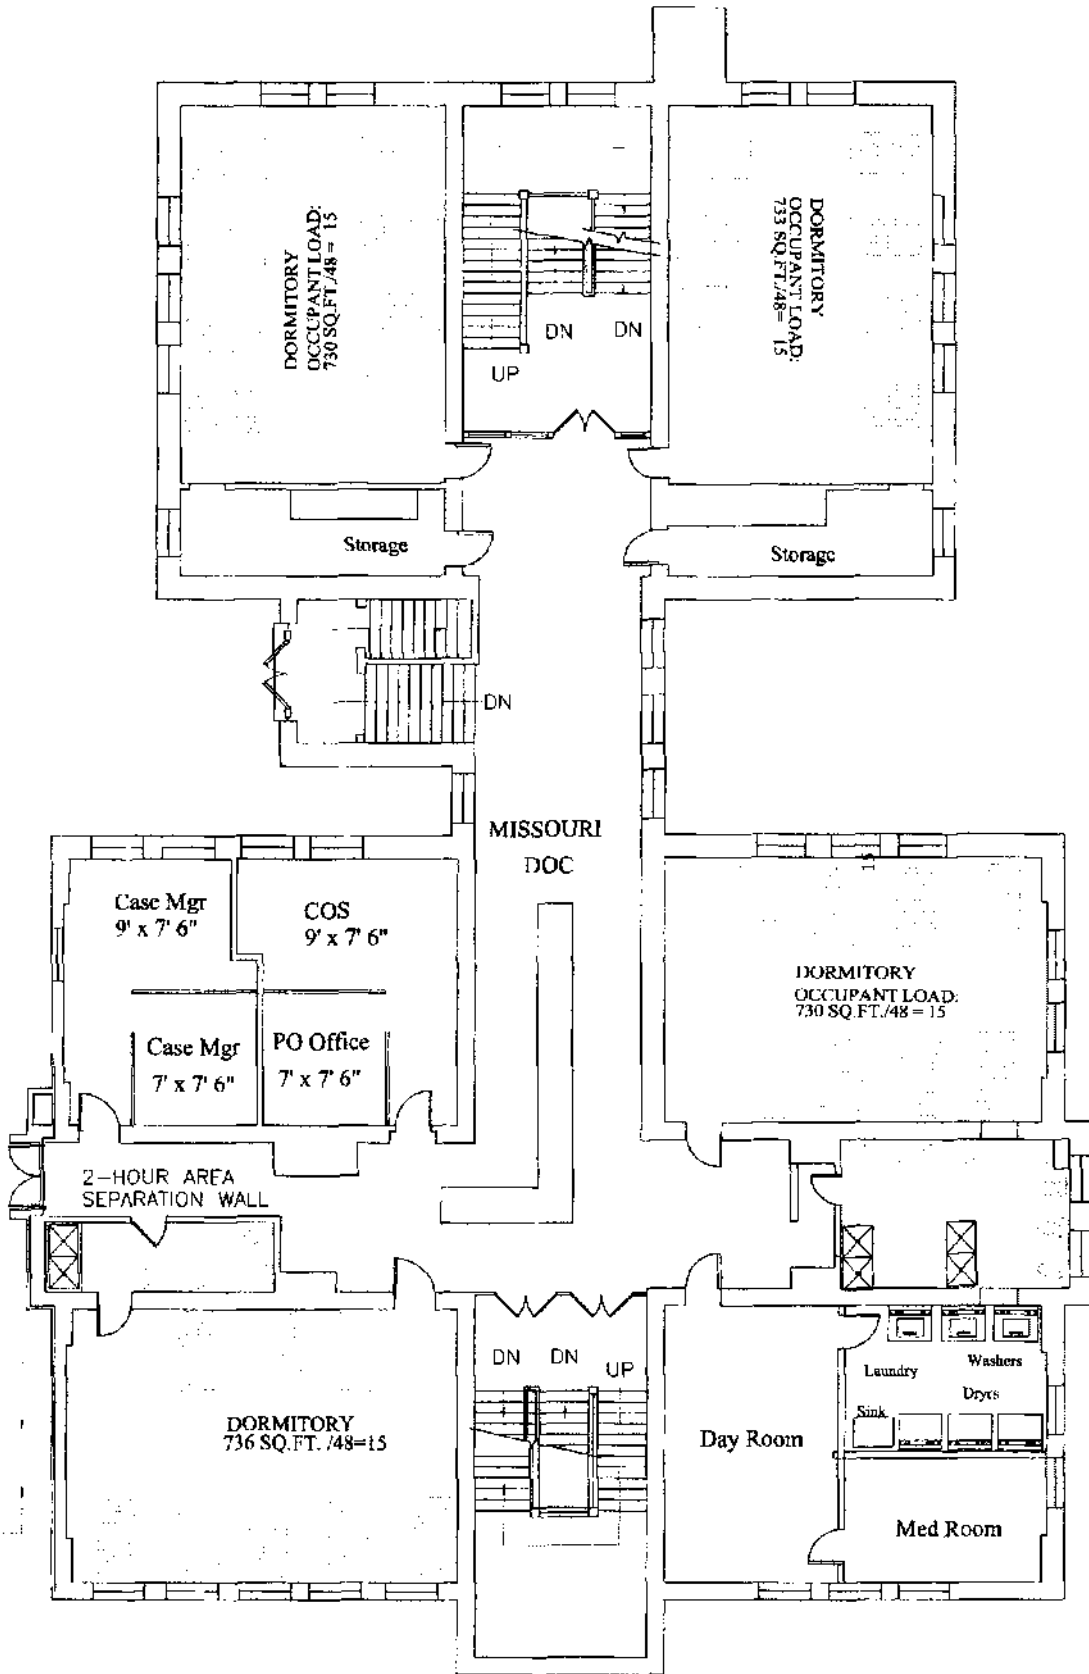 DORMITORY
OCCUPANT LOAD:
730 SQ.FT./48 = 15
DORMITORY
OCCUPANT LOAD:
733 SQ.FT./48= 15
DN
DN
UP
Storage
Storage
DN
MISSOURI
DOC
15
Case Mgr
9' x 7' 6"
COS
9' x 7' 6"
DORMITORY
OCCUPANT LOAD:
730 SQ.FT./48 = 15
Case Mgr
7' x 7' 6"
PO Office
7' x 7' 6"
2-HOUR AREA
SEPARATION WALL
DN
DN
UP
Laundry
Washers
Dryrs
Sink
DORMITORY
736 SQ.FT. /48=15
Day Room
Med Room